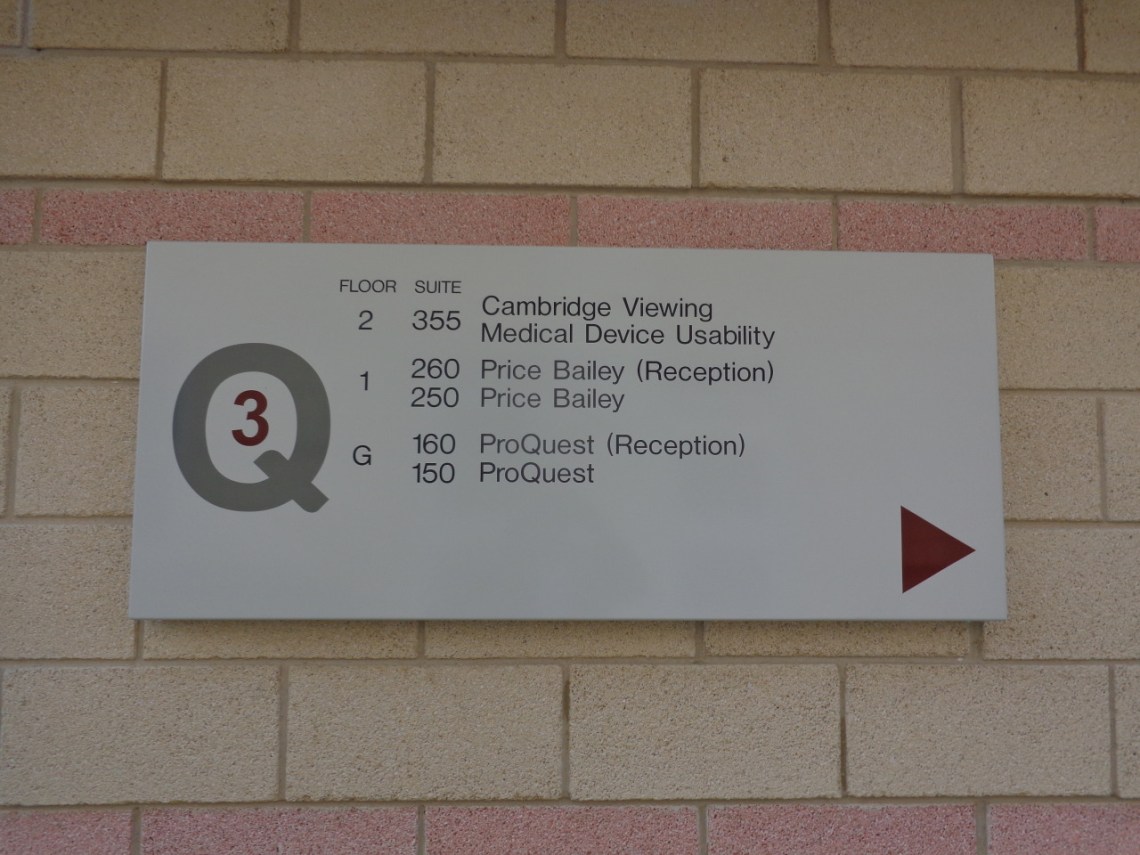 Q3
FLOOR SUITE
2 355 Cambridge Viewing
Medical Device Usability
1 260 Price Bailey (Reception)
250 Price Bailey
G 160 ProQuest (Reception)
150 ProQuest